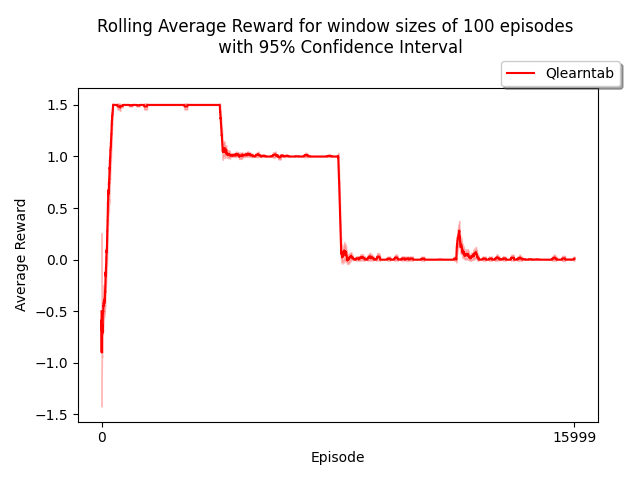 Rolling Average Reward for window sizes of 100 episodes
with 95% Confidence Interval
Qlearntab
1.5
1.0
0.5
0.0
−0.5
−1.0
−1.5
Average Reward
0
15999
Episode